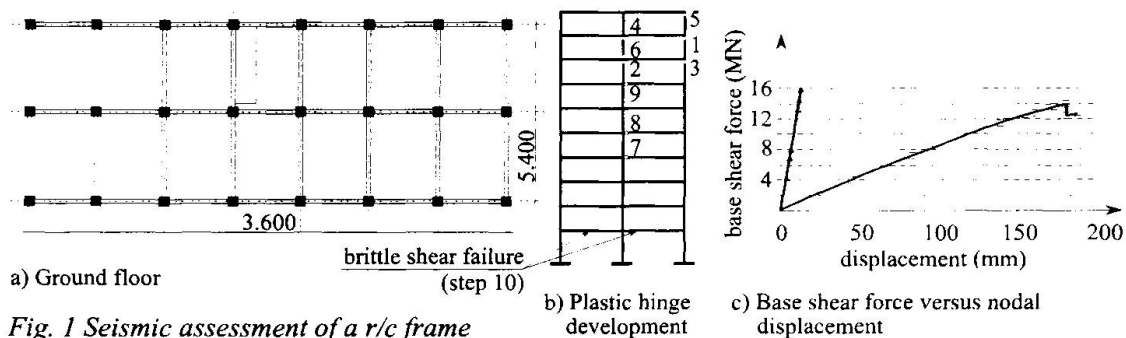 5.400
3.600
a) Ground floor
brittle shear failure
(step 10)
4
5
6
1
2
3
9
8
7
b) Plastic hinge
development
base shear force (MN)
16
12
8
4
0
50
100
150
200
displacement (mm)
c) Base shear force versus nodal
displacement
Fig. 1 Seismic assessment of a r/c frame